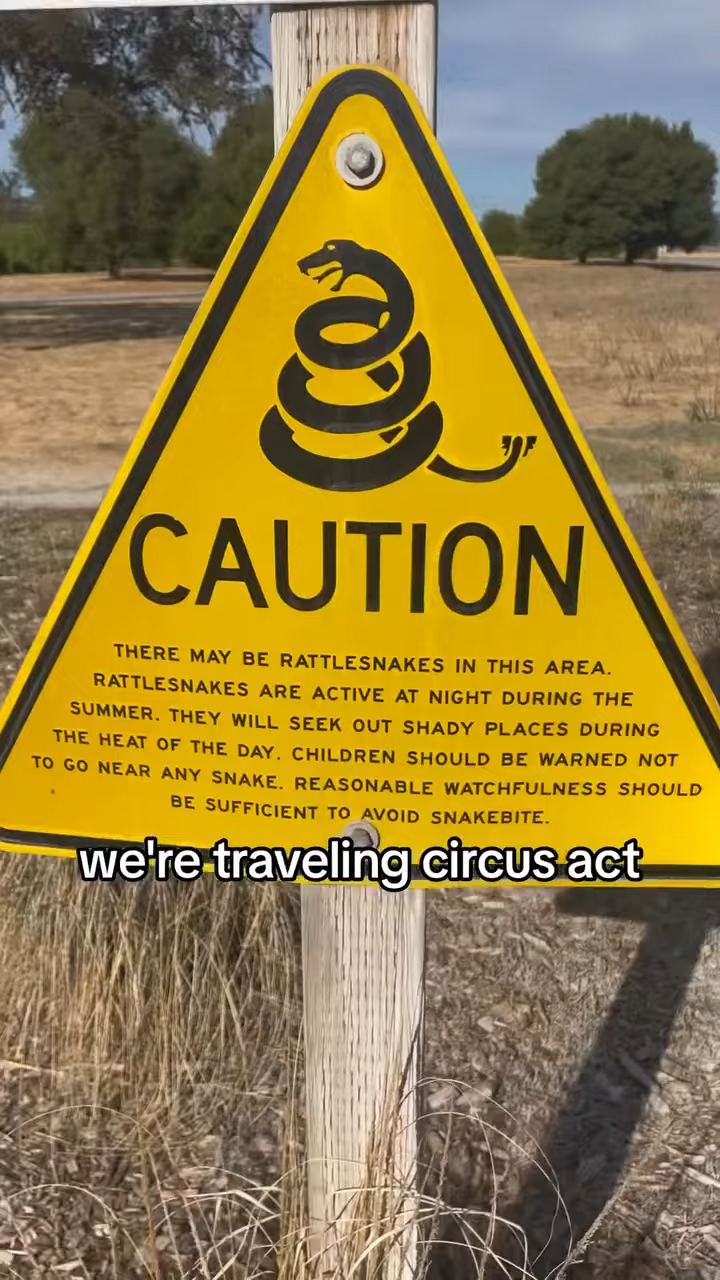 CAUTION
THERE MAY BE RATTLESNAKES IN THIS AREA.
RATTLESNAKES ARE ACTIVE AT NIGHT DURING THE
SUMMER. THEY WILL SEEK OUT SHADY PLACES DURING
THE HEAT OF THE DAY. CHILDREN SHOULD BE WARNED NOT
TO GO NEAR ANY SNAKE. REASONABLE WATCHFULNESS SHOULD
BE SUFFICIENT TO AVOID SNAKEBITE.
we're traveling circus act